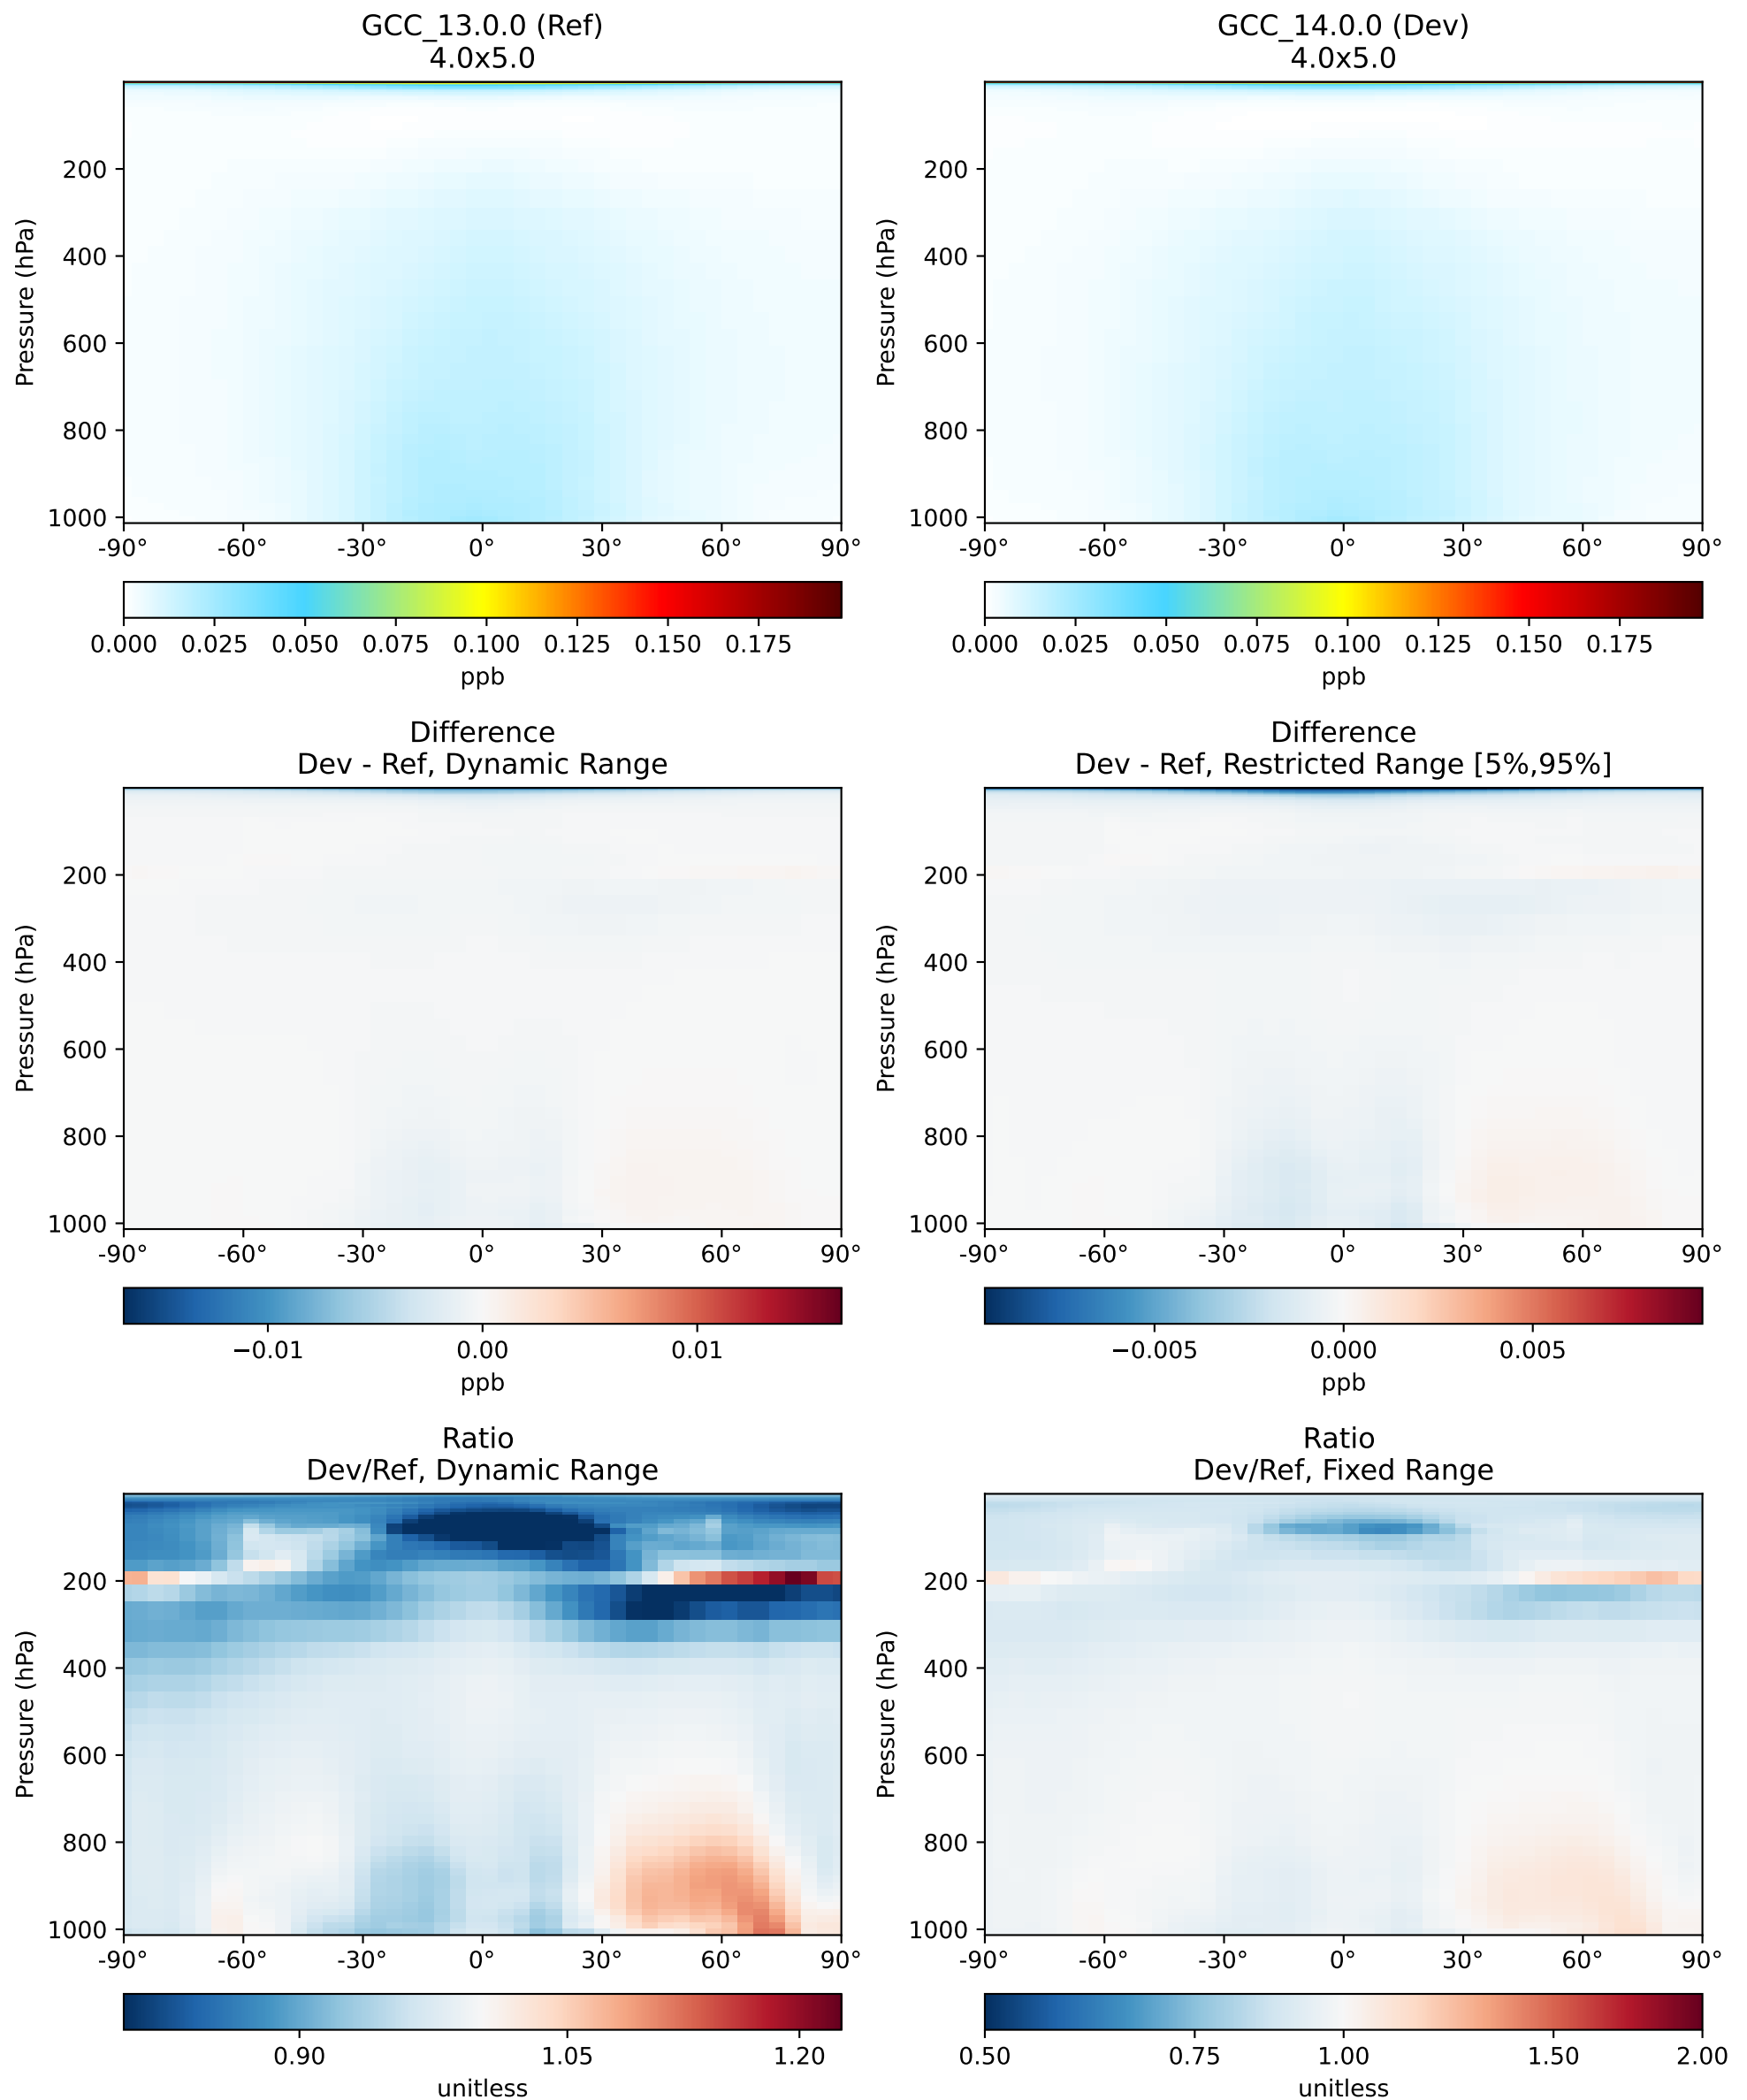 GCC_13.0.0 (Ref)
4.0x5.0
Pressure (hPa)
200
400
600
800
1000
-90° -60° -30° 0° 30° 60° 90°
0.000 0.025 0.050 0.075 0.100 0.125 0.150 0.175
ppb
GCC_14.0.0 (Dev)
4.0x5.0
Pressure (hPa)
200
400
600
800
1000
-90° -60° -30° 0° 30° 60° 90°
0.000 0.025 0.050 0.075 0.100 0.125 0.150 0.175
ppb
Difference
Dev - Ref, Dynamic Range
Pressure (hPa)
200
400
600
800
1000
-90° -60° -30° 0° 30° 60° 90°
−0.01 0.00 0.01
ppb
Difference
Dev - Ref, Restricted Range [5%,95%]
Pressure (hPa)
200
400
600
800
1000
-90° -60° -30° 0° 30° 60° 90°
−0.005 0.000 0.005
ppb
Ratio
Dev/Ref, Dynamic Range
Pressure (hPa)
200
400
600
800
1000
-90° -60° -30° 0° 30° 60° 90°
0.90 1.05 1.20
unitless
Ratio
Dev/Ref, Fixed Range
Pressure (hPa)
200
400
600
800
1000
-90° -60° -30° 0° 30° 60° 90°
0.50 0.75 1.00 1.50 2.00
unitless